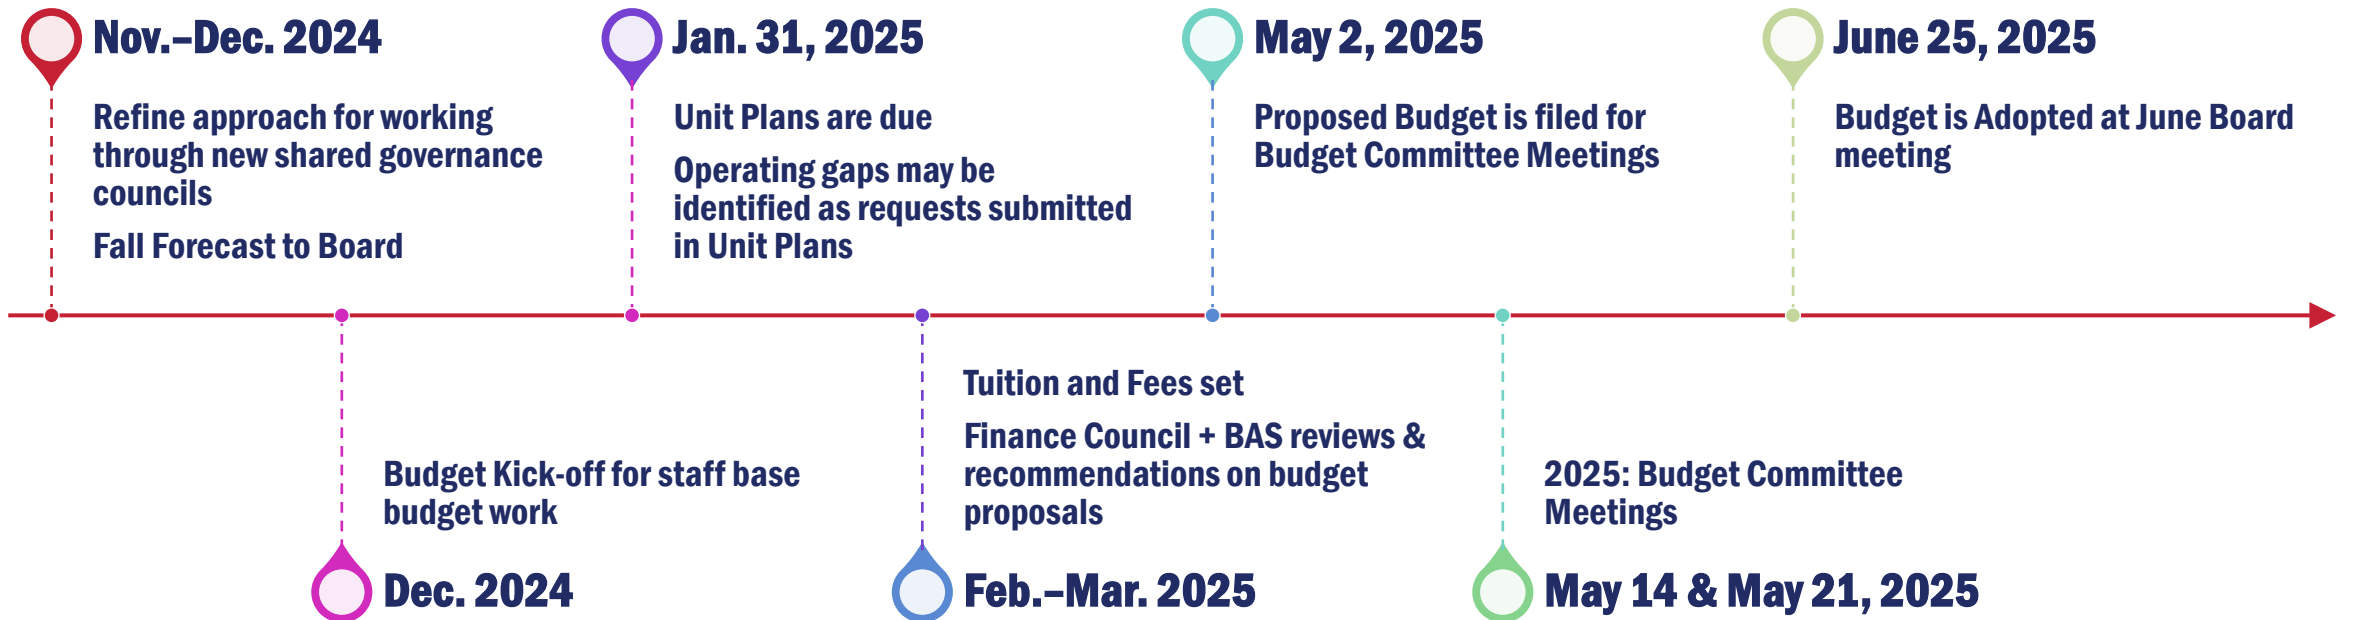 Nov.–Dec. 2024
Refine approach for working
through new shared governance
councils
Fall Forecast to Board
Jan. 31, 2025
Unit Plans are due
Operating gaps may be
identified as requests submitted
in Unit Plans
May 2, 2025
Proposed Budget is filed for
Budget Committee Meetings
June 25, 2025
Budget is Adopted at June Board
meeting
Budget Kick-off for staff base
budget work
Dec. 2024
Tuition and Fees set
Finance Council + BAS reviews &
recommendations on budget
proposals
Feb.–Mar. 2025
2025: Budget Committee
Meetings
May 14 & May 21, 2025